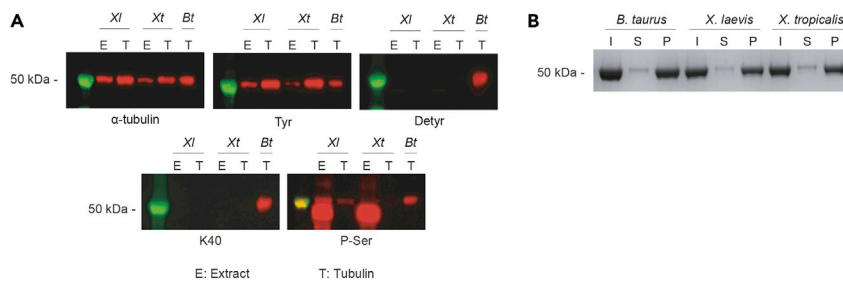 A
Xl Xt Bt
E T E T T
50 kDa -
α-tubulin
Xl Xt Bt
E T E T T
Tyr
Xl Xt Bt
E T E T T
Detyr
Xl Xt Bt
E T E T T
50 kDa -
K40
Xl Xt Bt
E T E T T
P-Ser
E: Extract T: Tubulin
B
B. taurus X. laevis X. tropicalis
I S P I S P I S P
50 kDa -